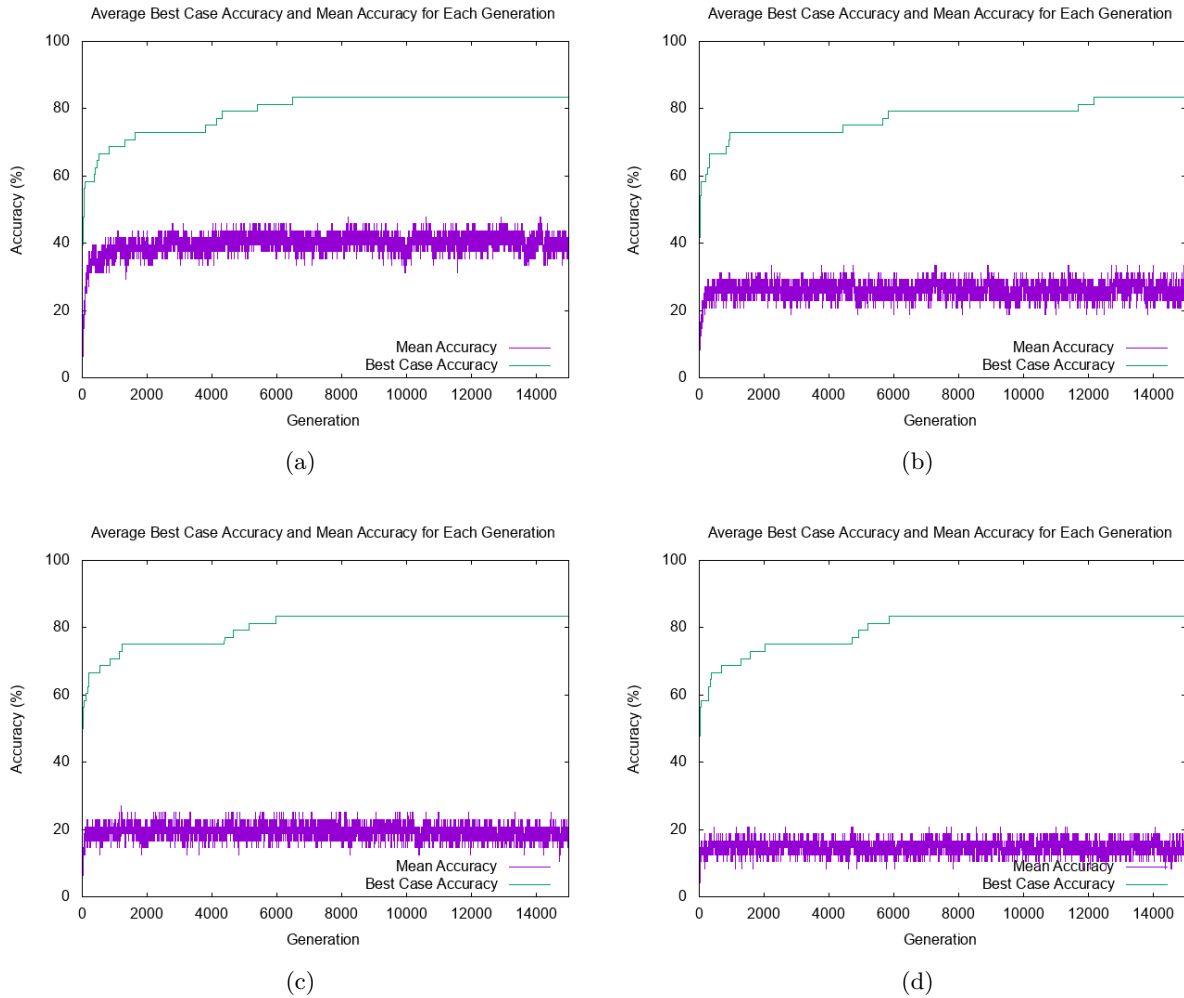 Average Best Case Accuracy and Mean Accuracy for Each Generation
100
80
60
40
20
0
Accuracy (%)
Mean Accuracy
Best Case Accuracy
0 2000 4000 6000 8000 10000 12000 14000
Generation
(a)
Average Best Case Accuracy and Mean Accuracy for Each Generation
100
80
60
40
20
0
Accuracy (%)
Mean Accuracy
Best Case Accuracy
0 2000 4000 6000 8000 10000 12000 14000
Generation
(b)
Average Best Case Accuracy and Mean Accuracy for Each Generation
100
80
60
40
20
0
Accuracy (%)
Mean Accuracy
Best Case Accuracy
0 2000 4000 6000 8000 10000 12000 14000
Generation
(c)
Average Best Case Accuracy and Mean Accuracy for Each Generation
100
80
60
40
20
0
Accuracy (%)
Mean Accuracy
Best Case Accuracy
0 2000 4000 6000 8000 10000 12000 14000
Generation
(d)